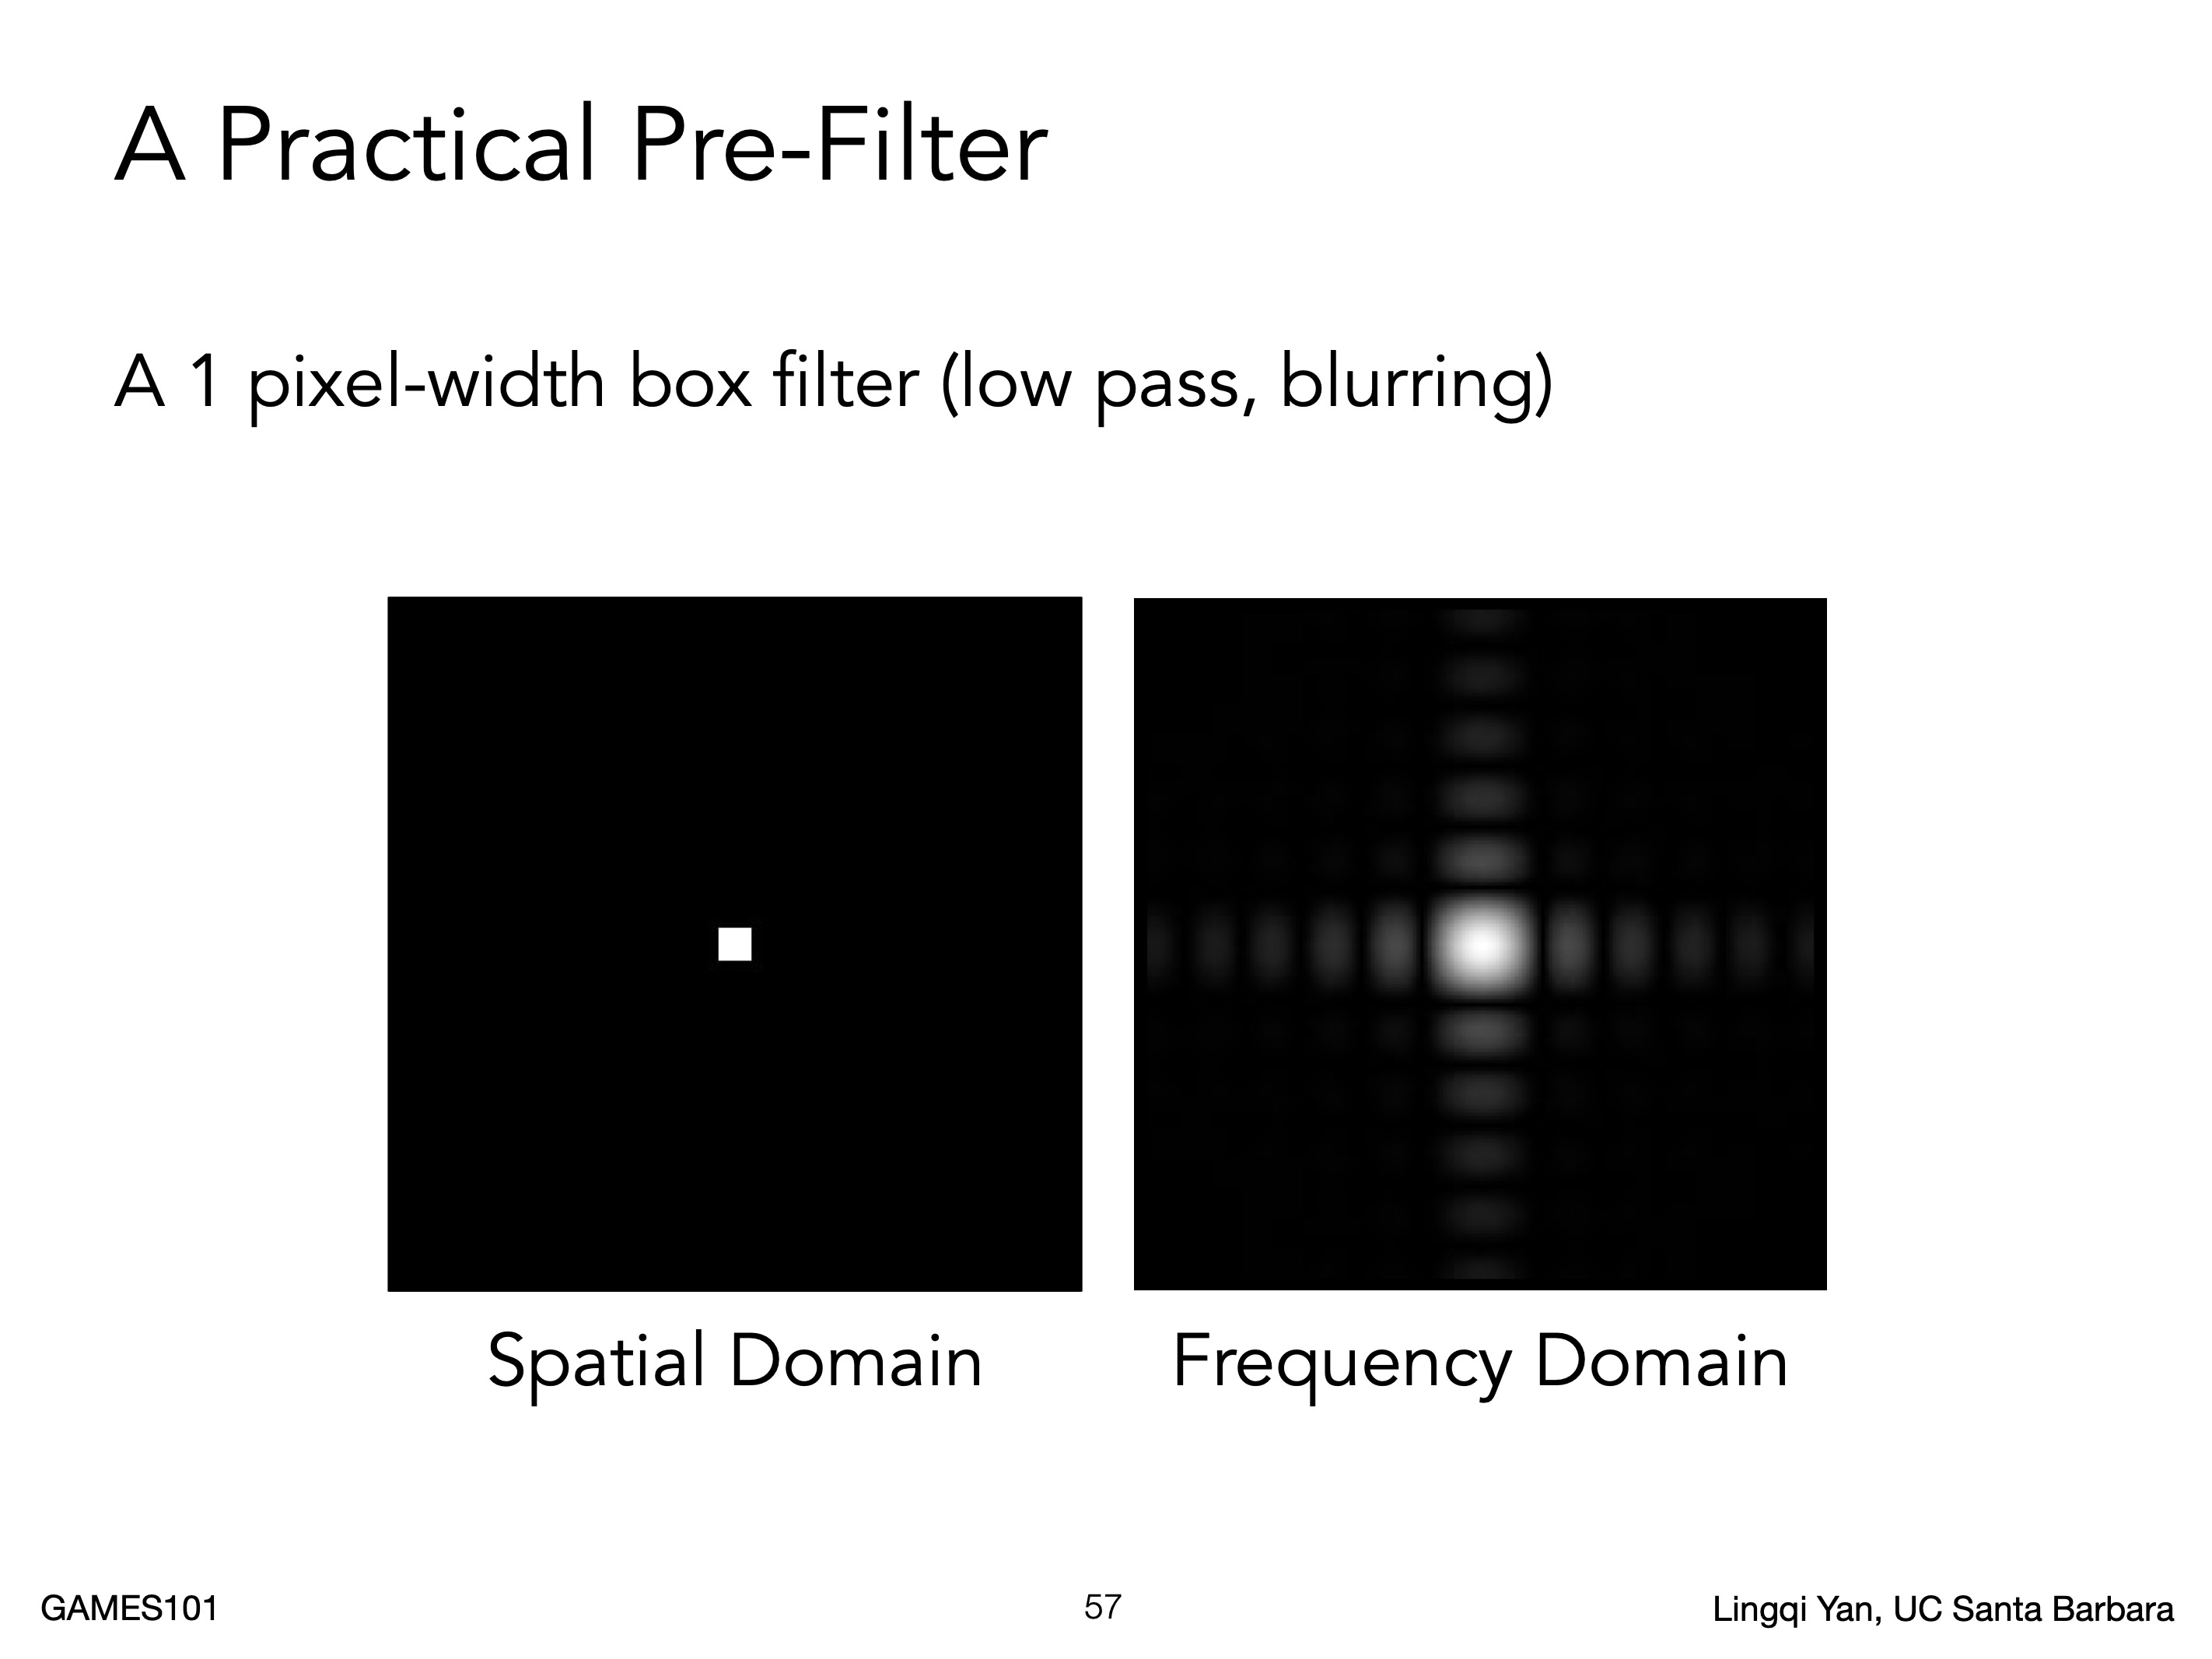 A Practical Pre-Filter
A 1 pixel-width box filter (low pass, blurring)
Spatial Domain
Frequency Domain
GAMES101
57
Lingqi Yan, UC Santa Barbara